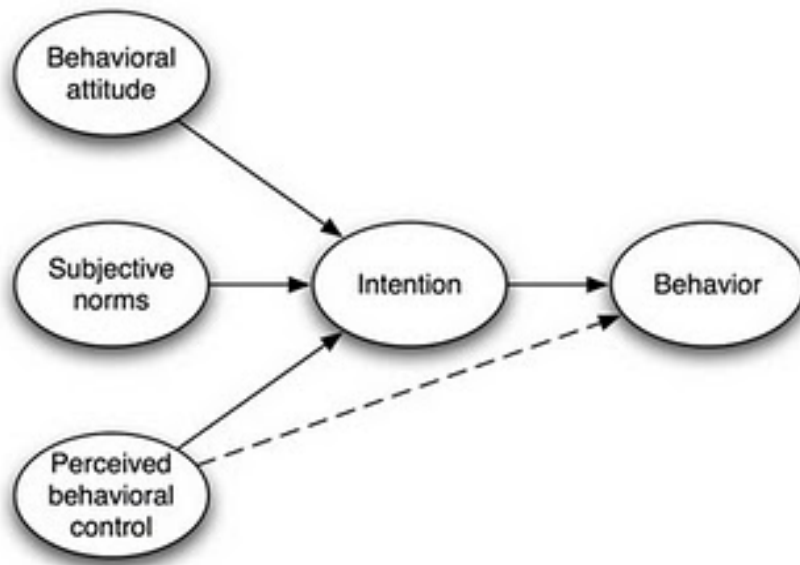 Behavioral
attitude
Subjective
norms
Intention
Behavior
Perceived
behavioral
control